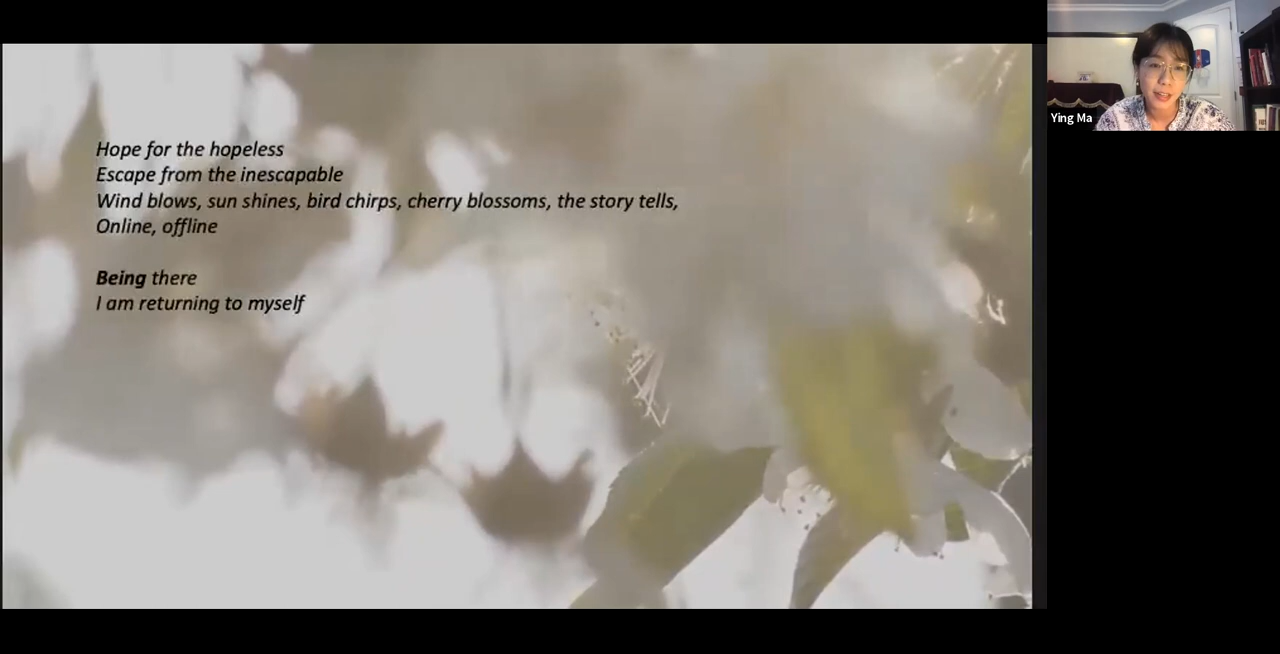 Hope for the hopeless
Escape from the inescapable
Wind blows, sun shines, bird chirps, cherry blossoms, the story tells,
Online, offline
Being there
I am returning to myself
Ying Ma